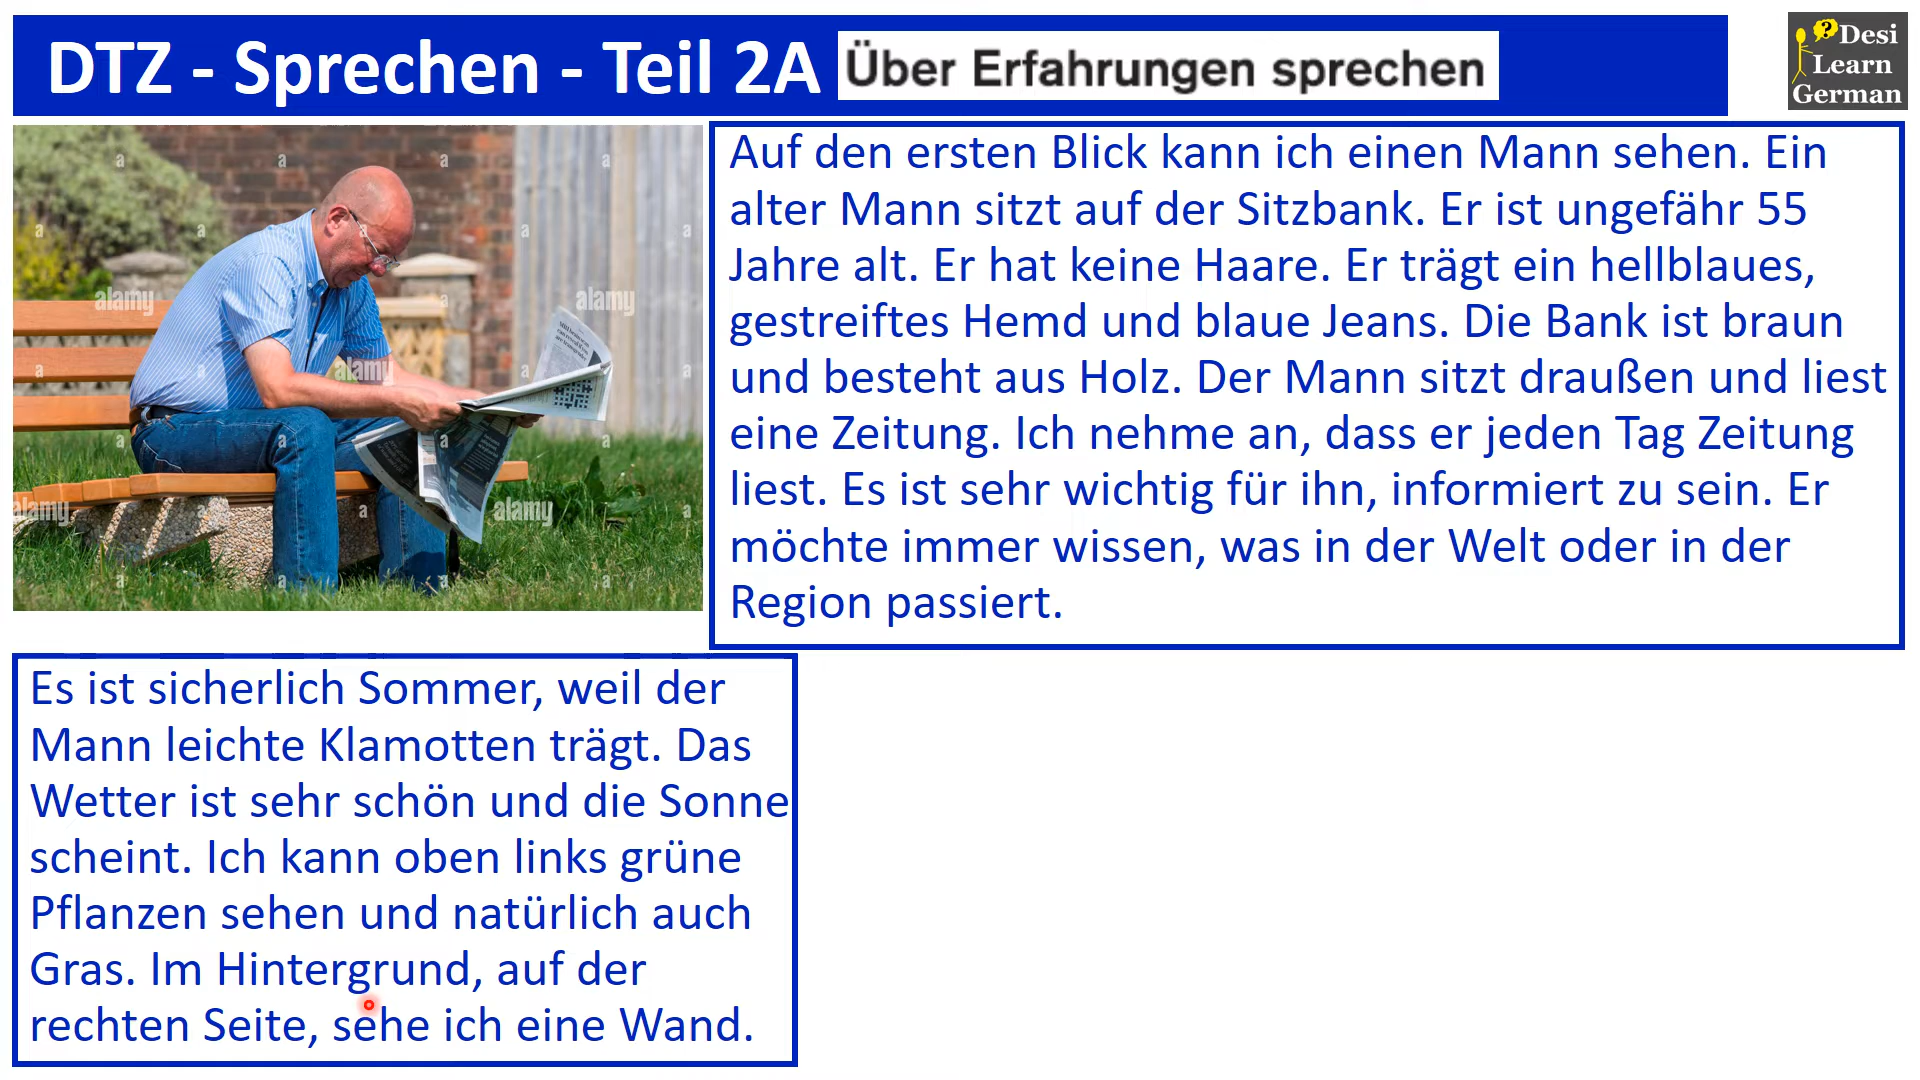 DTZ - Sprechen - Teil 2A Über Erfahrungen sprechen
?
Desi
Learn
German
Auf den ersten Blick kann ich einen Mann sehen. Ein
alter Mann sitzt auf der Sitzbank. Er ist ungefähr 55
Jahre alt. Er hat keine Haare. Er trägt ein hellblaues,
gestreiftes Hemd und blaue Jeans. Die Bank ist braun
und besteht aus Holz. Der Mann sitzt draußen und liest
eine Zeitung. Ich nehme an, dass er jeden Tag Zeitung
liest. Es ist sehr wichtig für ihn, informiert zu sein. Er
möchte immer wissen, was in der Welt oder in der
Region passiert.
a a a a
a a a a
alamy alamy
a alamy a a
a a a
alamy a alamy a
a a a
Es ist sicherlich Sommer, weil der
Mann leichte Klamotten trägt. Das
Wetter ist sehr schön und die Sonne
scheint. Ich kann oben links grüne
Pflanzen sehen und natürlich auch
Gras. Im Hintergrund, auf der
rechten Seite, sehe ich eine Wand.